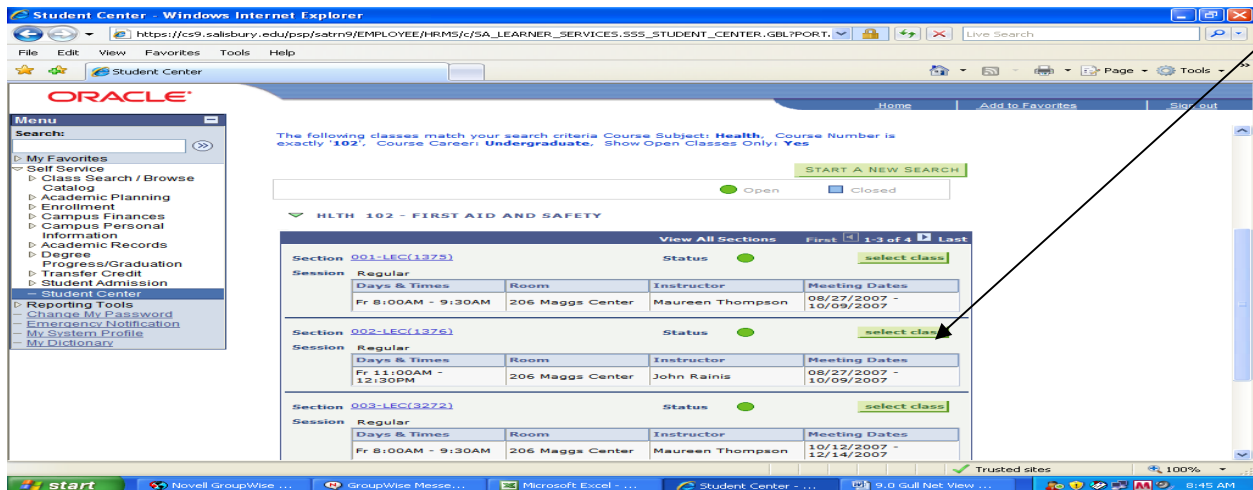 Student Center - Windows Internet Explorer
https://cs9.salisbury.edu/psp/satrn9/EMPLOYEE/HRMS/c/SA_LEARNER_SERVICES.SSS_STUDENT_CENTER.GBL?PORT.
Live Search
File Edit View Favorites Tools Help
Student Center
Page Tools
ORACLE
Home Add to Favorites Sign out
Menu
Search:
My Favorites
Self Service
Class Search / Browse
Catalog
Academic Planning
Enrollment
Campus Finances
Campus Personal
Information
Academic Records
Degree
Progress/Graduation
Transfer Credit
Student Admission
Student Center
Reporting Tools
Change My Password
Emergency Notification
My System Profile
My Dictionary
The following classes match your search criteria Course Subject: Health, Course Number is
exactly '102', Course Career: Undergraduate, Show Open Classes Only: Yes
START A NEW SEARCH
Open Closed
HLTH 102 - FIRST AID AND SAFETY
View All Sections First 1-3 of 4 Last
Section 001-LEC(1375) Status select class
Session Regular
Days & Times Room Instructor Meeting Dates
Fr 8:00AM - 9:30AM 206 Maggs Center Maureen Thompson 08/27/2007 -
10/09/2007
Section 002-LEC(1376) Status select class
Session Regular
Days & Times Room Instructor Meeting Dates
Fr 11:00AM -
12:30PM 206 Maggs Center John Rainis 08/27/2007 -
10/09/2007
Section 003-LEC(3272) Status select class
Session Regular
Days & Times Room Instructor Meeting Dates
Fr 8:00AM - 9:30AM 206 Maggs Center Maureen Thompson 10/12/2007 -
12/14/2007
Trusted sites 100%
start Novell GroupWise ... GroupWise Messe... Microsoft Excel - ... Student Center - ... 9.0 Gull Net View ... 8:45 AM